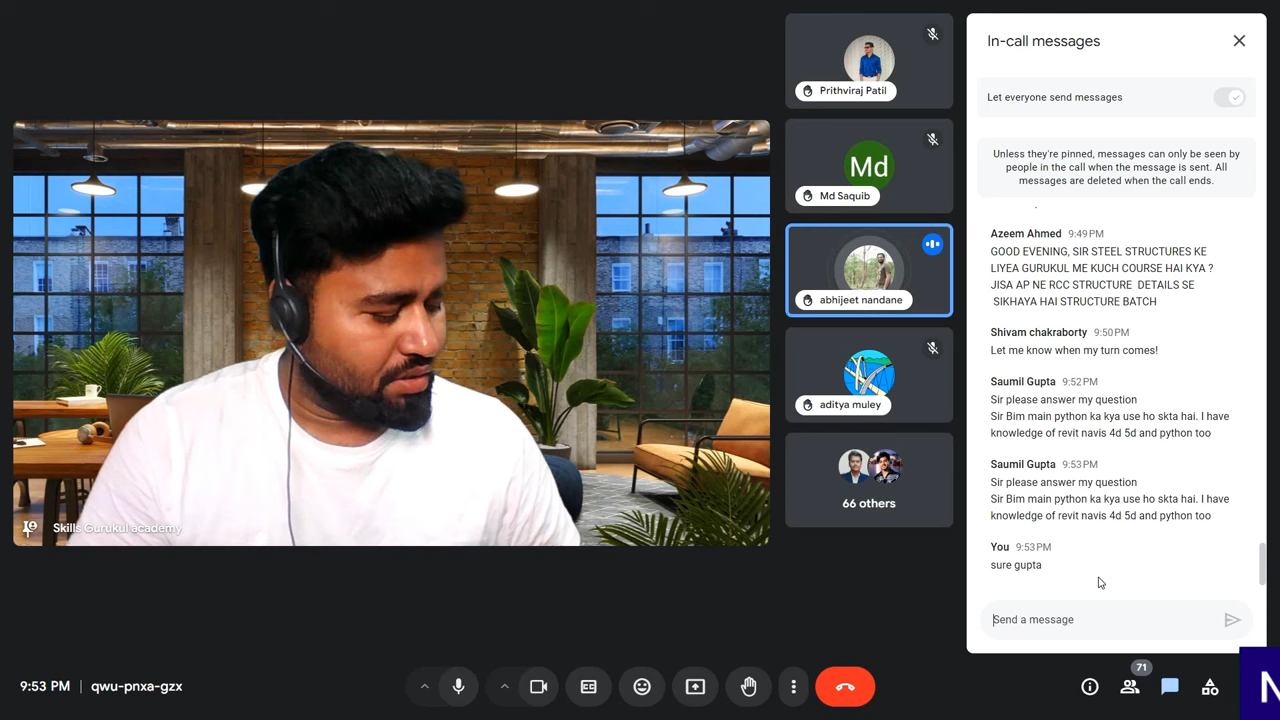 In-call messages
Let everyone send messages
Unless they're pinned, messages can only be seen by
people in the call when the message is sent. All
messages are deleted when the call ends.
Azeem Ahmed 9:49 PM
GOOD EVENING, SIR STEEL STRUCTURES KE
LIYEA GURUKUL ME KUCH COURSE HAI KYA ?
JISA AP NE RCC STRUCTURE DETAILS SE
SIKHAYA HAI STRUCTURE BATCH
Shivam chakraborty 9:50 PM
Let me know when my turn comes!
Saumil Gupta 9:52 PM
Sir please answer my question
Sir Bim main python ka kya use ho skta hai. I have
knowledge of revit navis 4d 5d and python too
Saumil Gupta 9:53 PM
Sir please answer my question
Sir Bim main python ka kya use ho skta hai. I have
knowledge of revit navis 4d 5d and python too
You 9:53 PM
sure gupta
Send a message
Prithviraj Patil
Md
Md Saquib
abhijeet nandane
aditya muley
66 others
Skills Gurukul academy
9:53 PM | qwu-pnxa-gzx
71
N